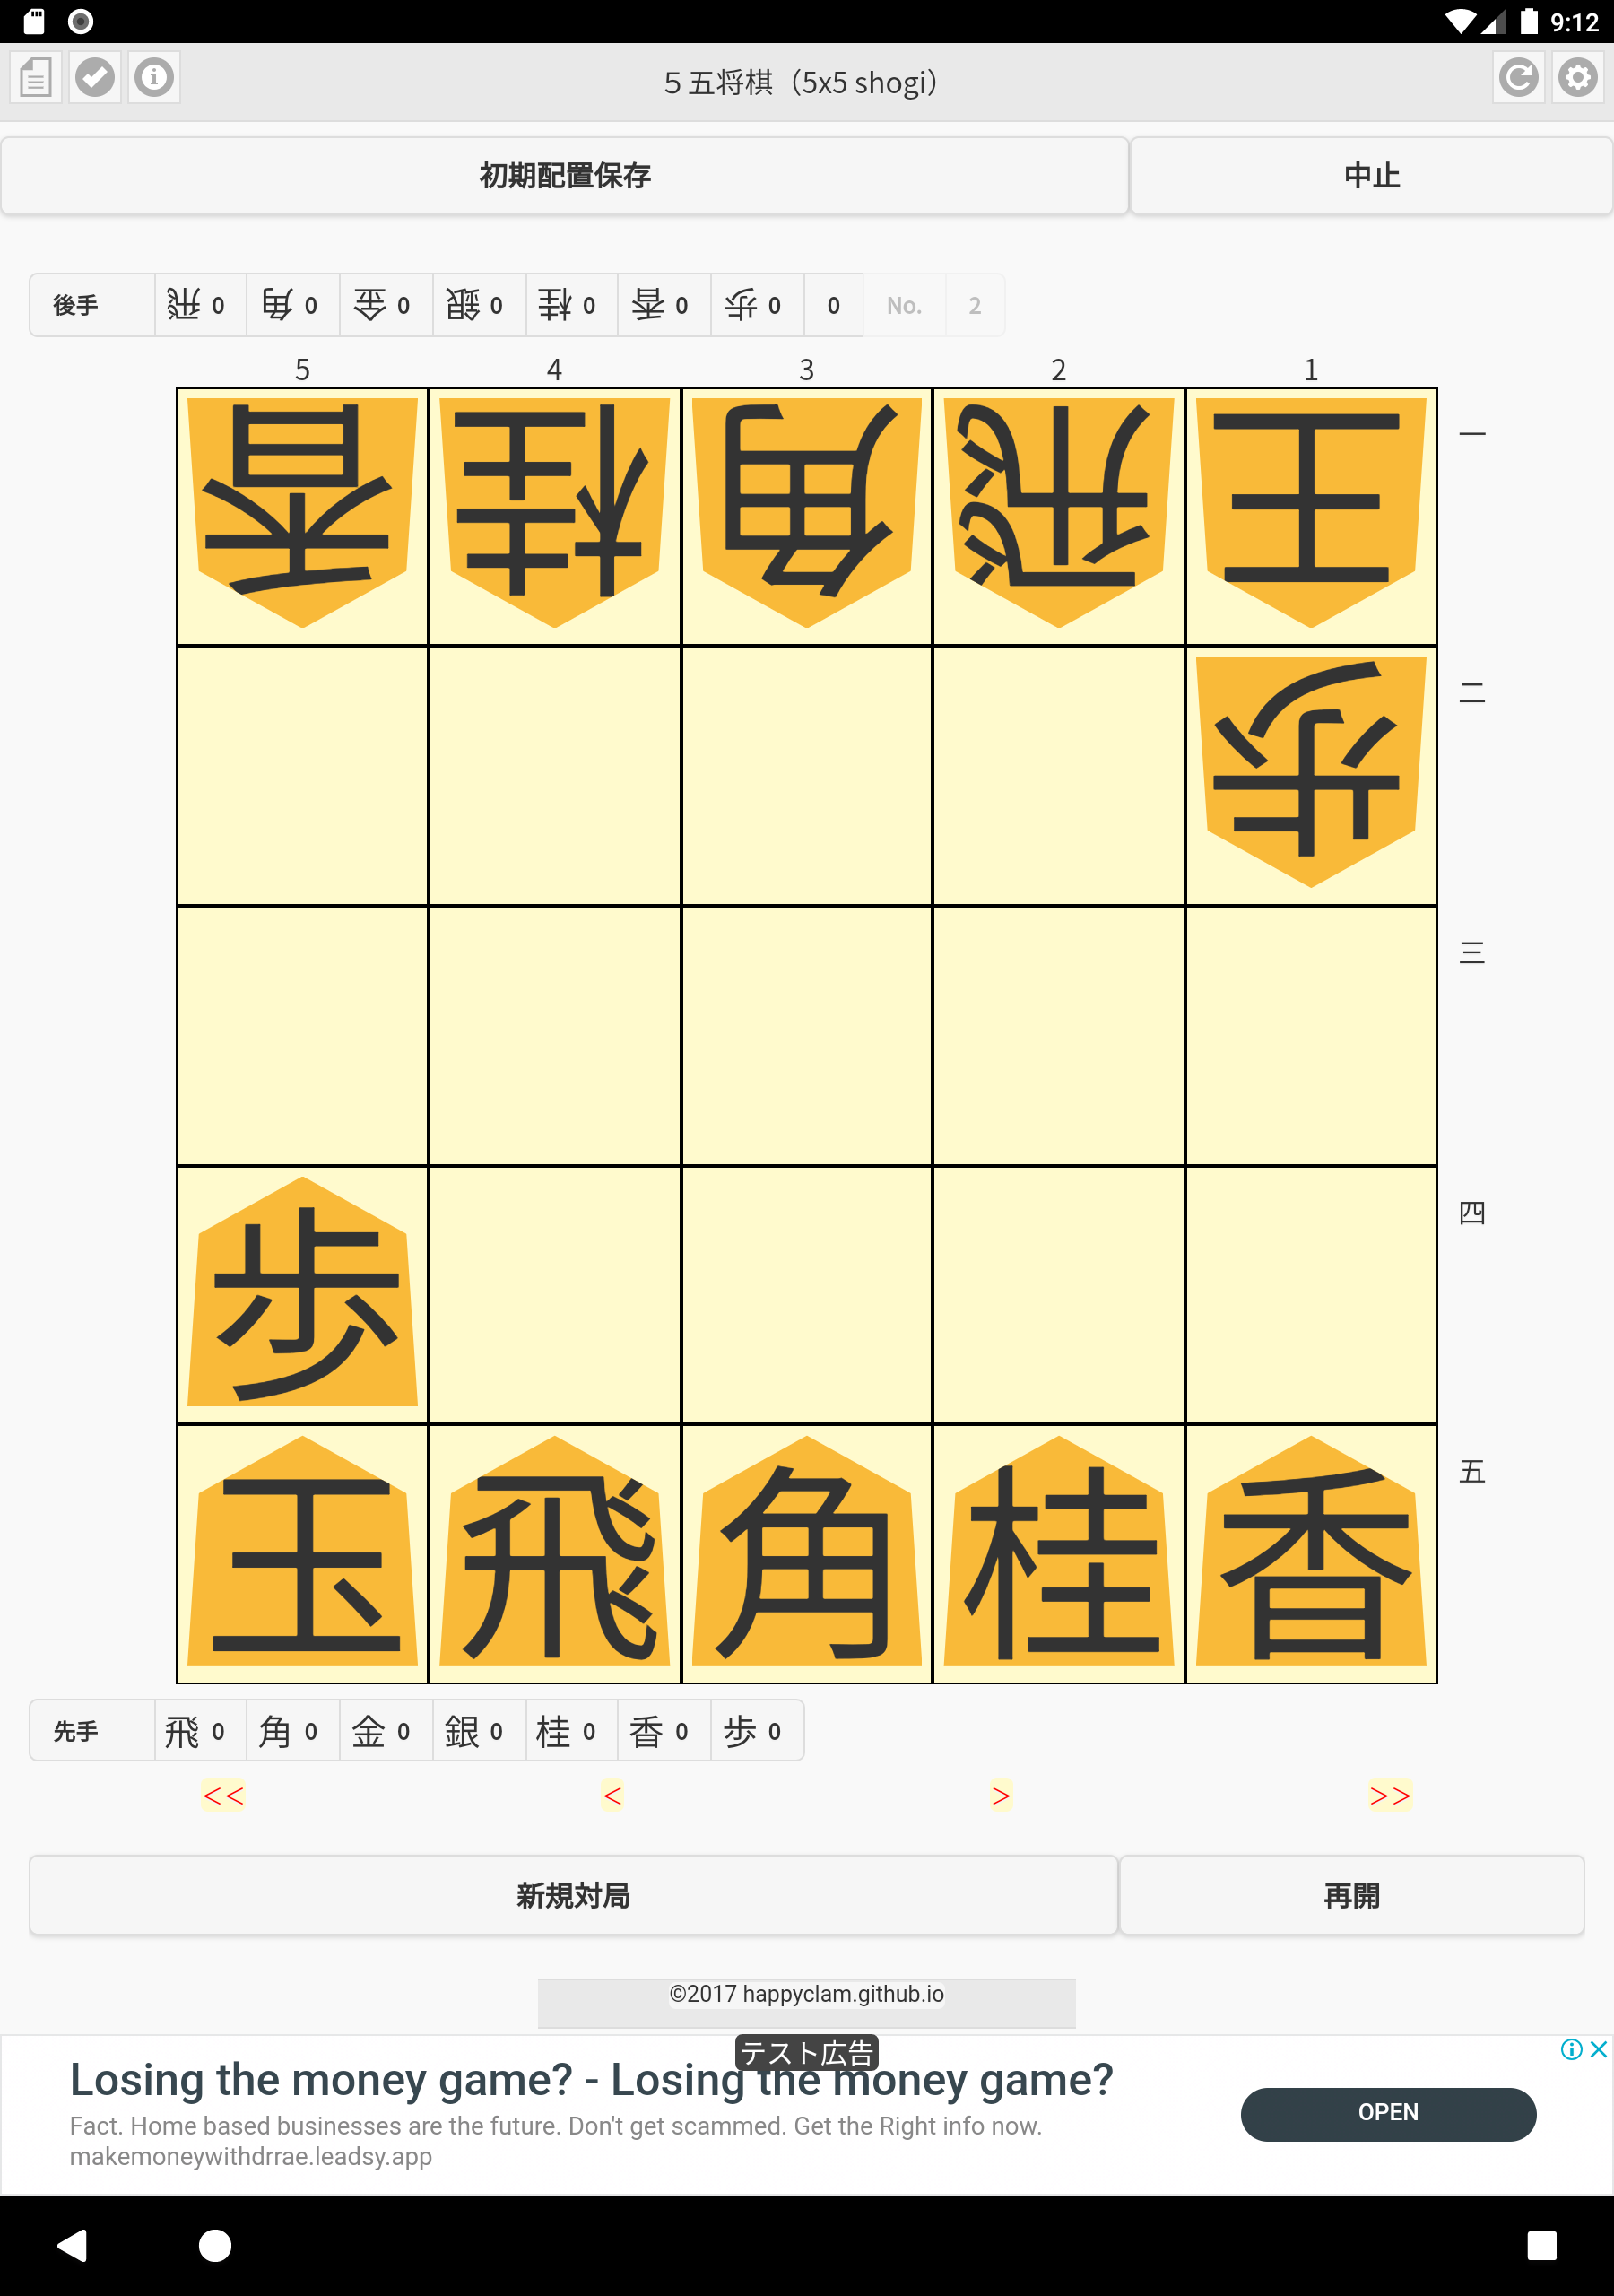 9:12
５五将棋（5x5 shogi）
初期配置保存 中止
後手 飛 0 角 0 金 0 銀 0 桂 0 香 0 歩 0 0 No. 2
5 4 3 2 1
香 桂 角 飛 王 一
歩 二
三
歩 四
玉 飛 角 桂 香 五
先手 飛 0 角 0 金 0 銀 0 桂 0 香 0 歩 0
<< < > >>
新規対局 再開
©2017 happyclam.github.io
テスト広告
Losing the money game? - Losing the money game?
Fact. Home based businesses are the future. Don't get scammed. Get the Right info now.
makemoneywithdrrae.leadsy.app
OPEN